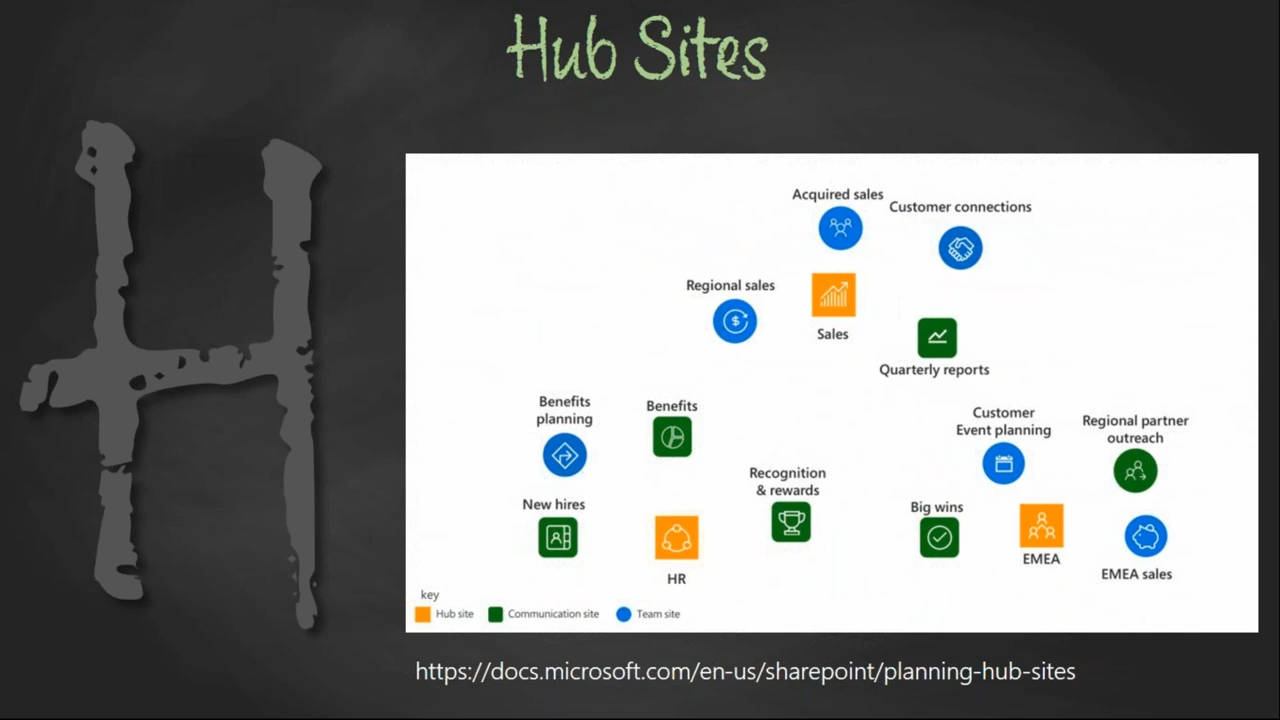 Hub Sites
H
Acquired sales
Customer connections
Regional sales
Sales
Quarterly reports
Benefits
planning
Benefits
New hires
HR
Recognition
& rewards
Customer
Event planning
Regional partner
outreach
Big wins
EMEA
EMEA sales
key
Hub site
Communication site
Team site
https://docs.microsoft.com/en-us/sharepoint/planning-hub-sites